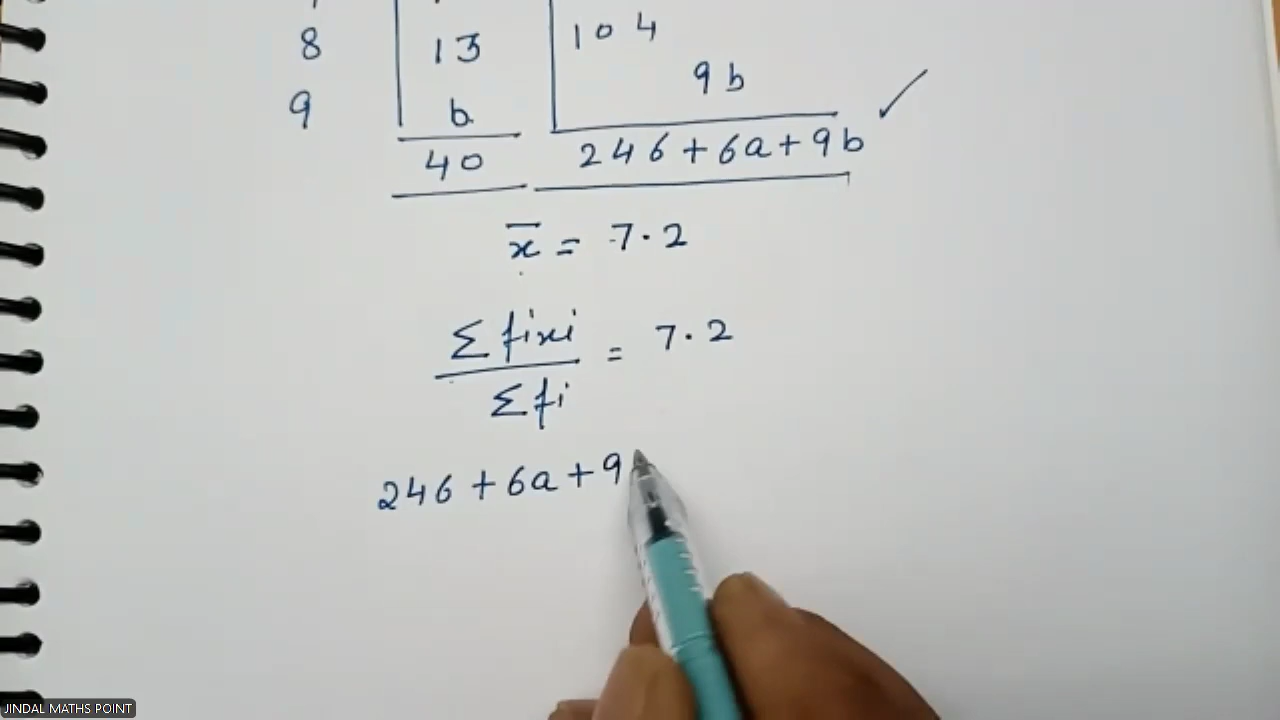 8 13 104
9 b 9b ✓
40 246+6a+9b
x̄ = 7.2
Σfixi = 7.2
Σfi
246+6a+9
JINDAL MATHS POINT